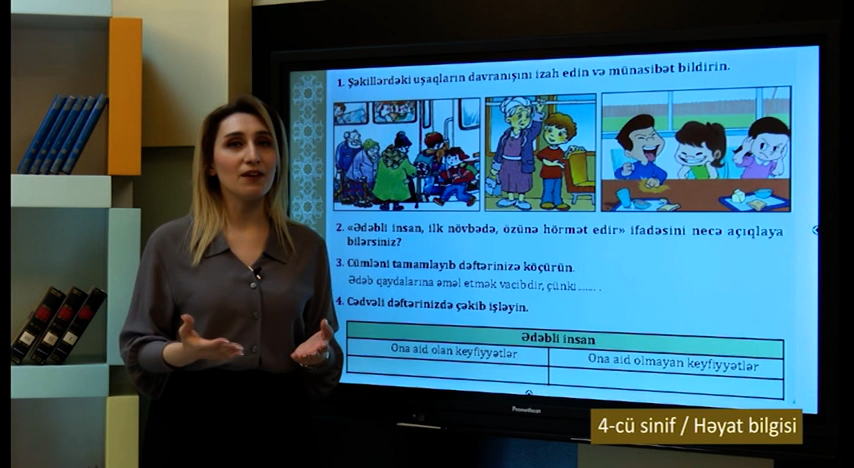 1. Şəkillərdəki uşaqların davranışını izah edin və münasibət bildirin.
2. «Ədəbli insan, ilk növbədə, özünə hörmət edir» ifadəsini necə açıqlaya
bilərsiniz?
3. Cümləni tamamlayıb dəftərinizə köçürün.
Ədəb qaydalarına əməl etmək vacibdir, çünki ...... .
4. Cədvəli dəftərinizdə çəkib işləyin.
Ədəbli insan
Ona aid olan keyfiyyətlər
Ona aid olmayan keyfiyyətlər
Promethean
4-cü sinif / Həyat bilgisi